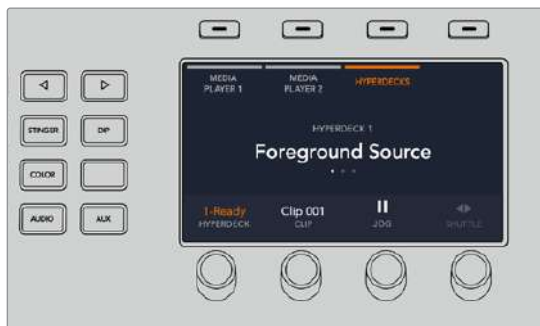 MEDIA PLAYER 1
MEDIA PLAYER 2
HYPERDECKS
HYPERDECK 1
Foreground Source
STINGER
DIP
COLOR
AUDIO
AUX
1-Ready
HYPERDECK
Clip 001
CLIP
JOG
SHUTTLE